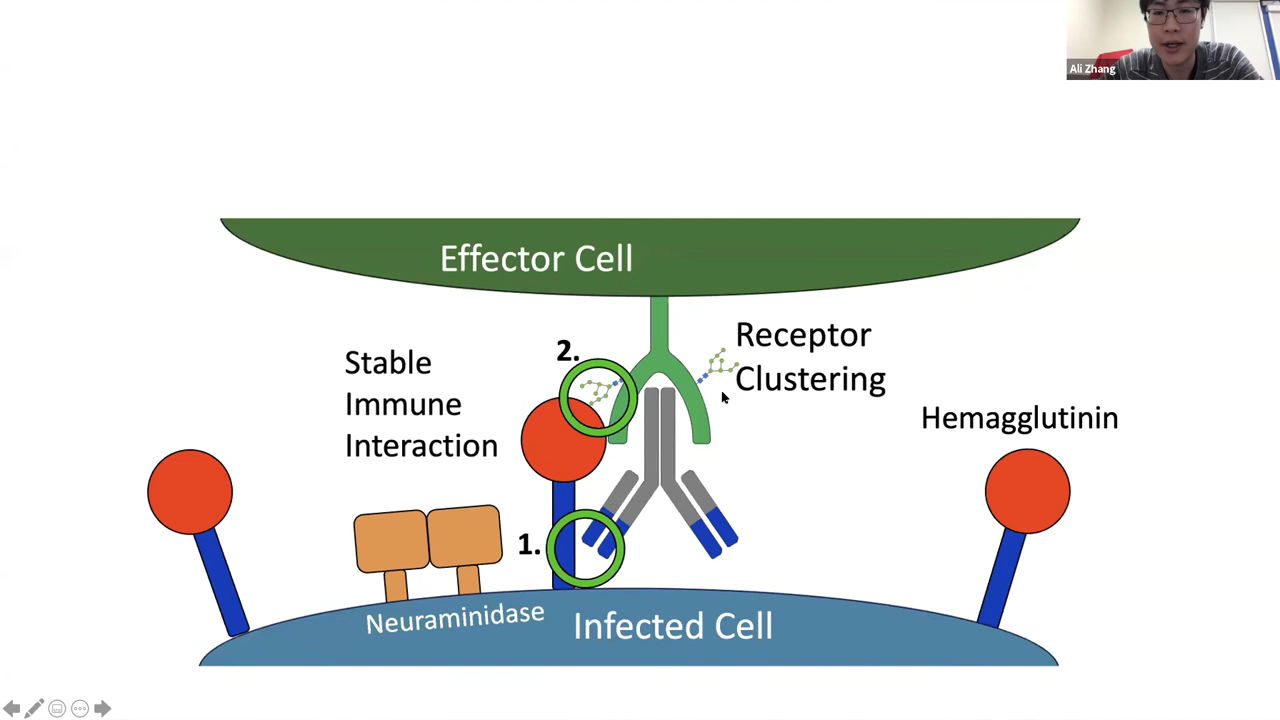 Ali Zhang
Effector Cell
2.
Receptor
Clustering
Stable
Immune
Interaction
Hemagglutinin
1.
Neuraminidase
Infected Cell